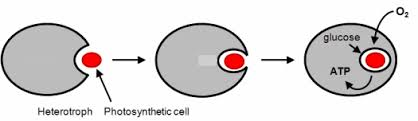 O₂
glucose
ATP
Heterotroph Photosynthetic cell